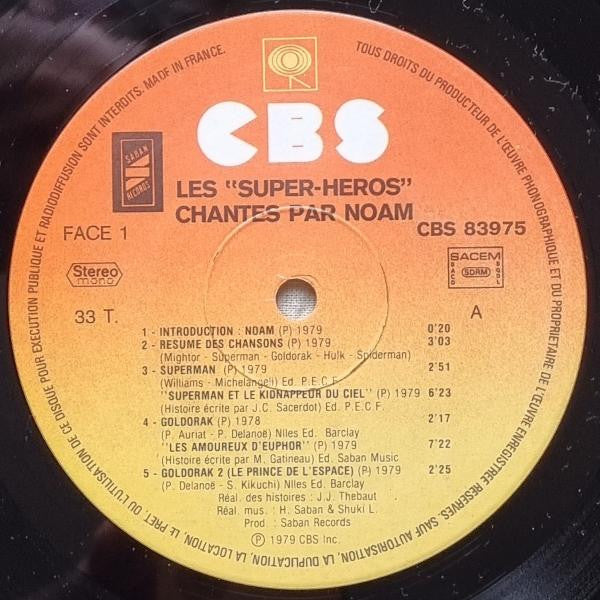 TOUS DROITS DU PRODUCTEUR DE L'ŒUVRE PHONOGRAPHIQUE ET DU PROPRIETAIRE DE L'ŒUVRE ENREGISTREE RESERVES. SAUF AUTORISATION, LA DUPLICATION, LA LOCATION, LE PRET, OU L'UTILISATION DE CE DISQUE POUR EXECUTION PUBLIQUE ET RADIODIFFUSION SONT INTERDITS. MADE IN FRANCE.
CBS
SABAN
RECORDS
LES "SUPER-HEROS"
CHANTES PAR NOAM
FACE 1
CBS 83975
Stereo
mono
SACEM
SACD
SDRM
SGDL
33 T.
A
1 - INTRODUCTION : NOAM (P) 1979 0'20
2 - RESUME DES CHANSONS (P) 1979 3'03
(Mightor - Superman - Goldorak - Hulk - Spiderman)
3 - SUPERMAN (P) 1979 2'51
(Williams - Michelangeli) Ed. P.E.C.F.
"SUPERMAN ET LE KIDNAPPEUR DU CIEL" (P) 1979 6'23
(Histoire écrite par J.C. Sacerdot) Ed. P.E.C.F.
4 - GOLDORAK (P) 1978 2'17
(P. Auriat - P. Delanoë) Nlles Ed. Barclay
"LES AMOUREUX D'EUPHOR" (P) 1979 7'22
(Histoire écrite par M. Gatineau) Ed. Saban Music
5 - GOLDORAK 2 (LE PRINCE DE L'ESPACE) (P) 1979 2'25
(P. Delanoë - S. Kikuchi) Nlles Ed. Barclay
Réal. des histoires : J.J. Thebaut
Réal. mus. : H. Saban & Shuki L.
Prod. : Saban Records
Ⓟ 1979 CBS Inc.